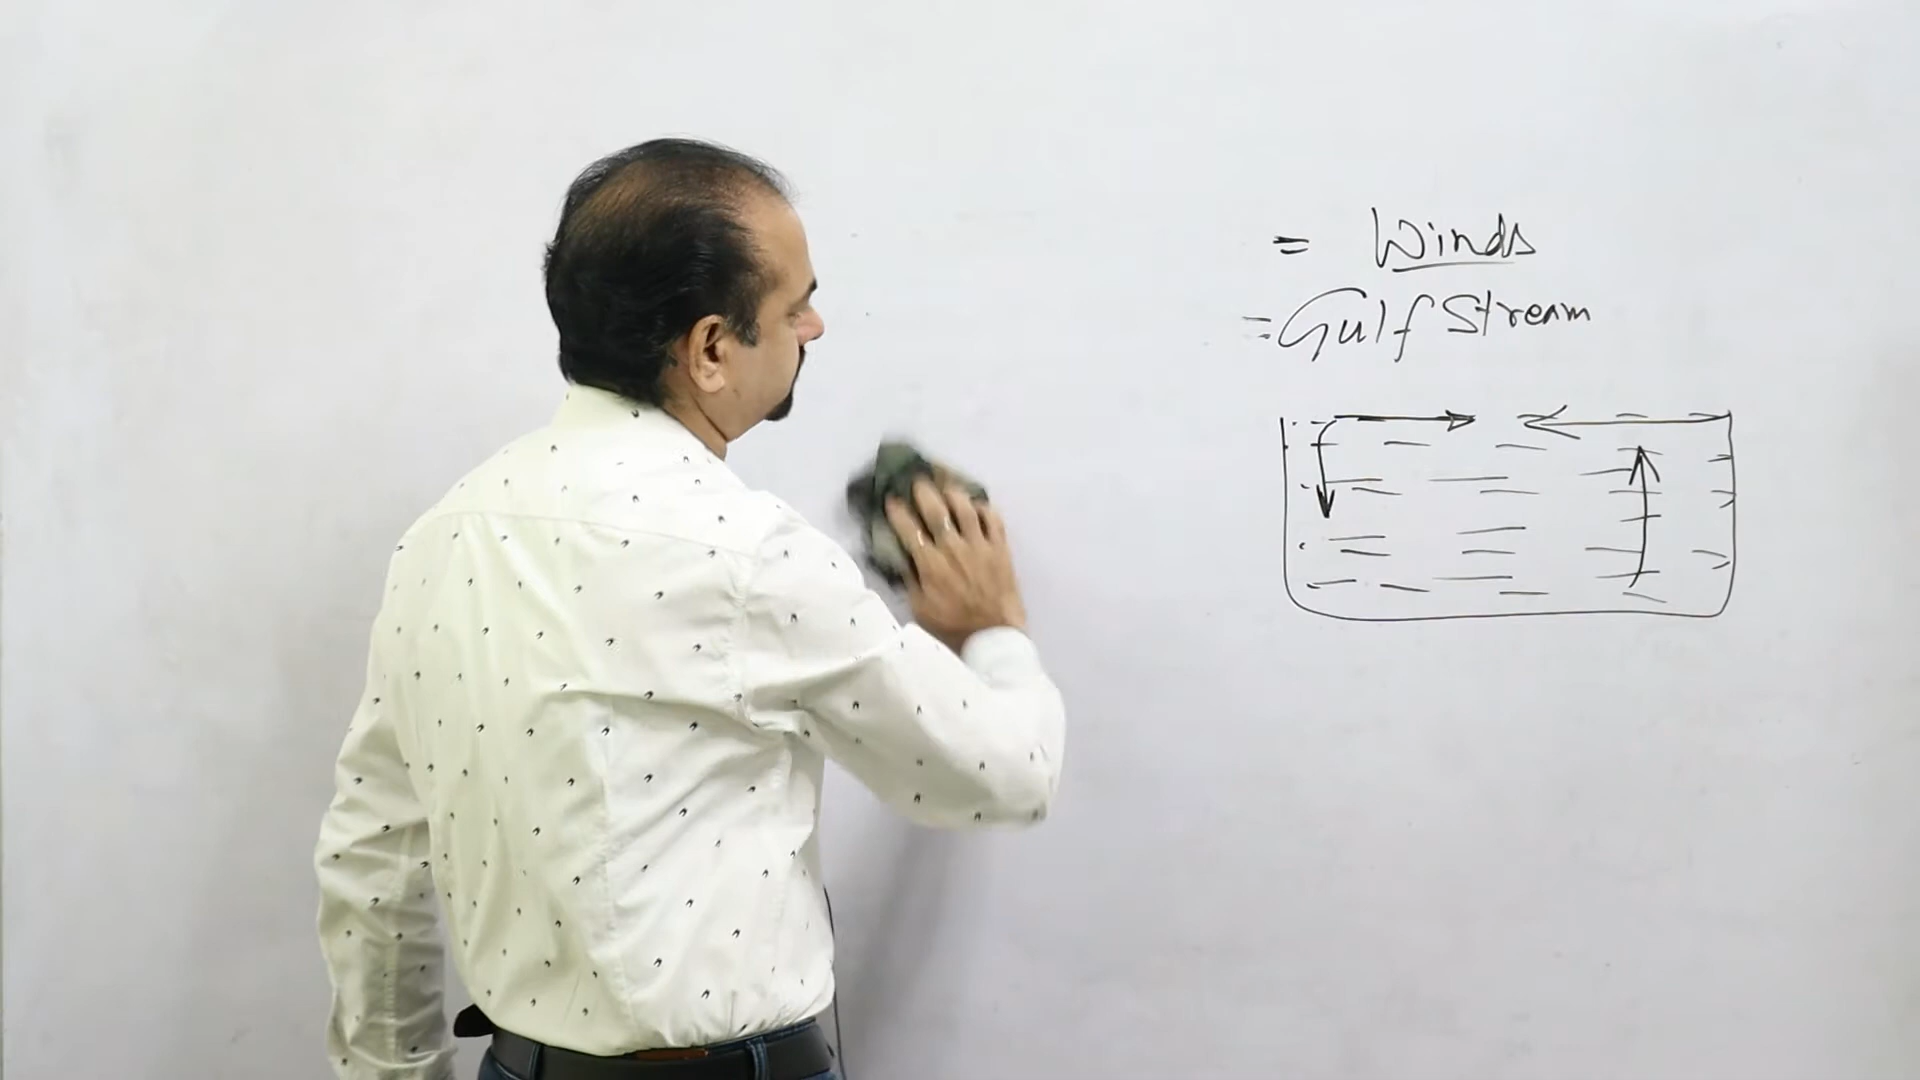 = Winds
= Gulf Stream